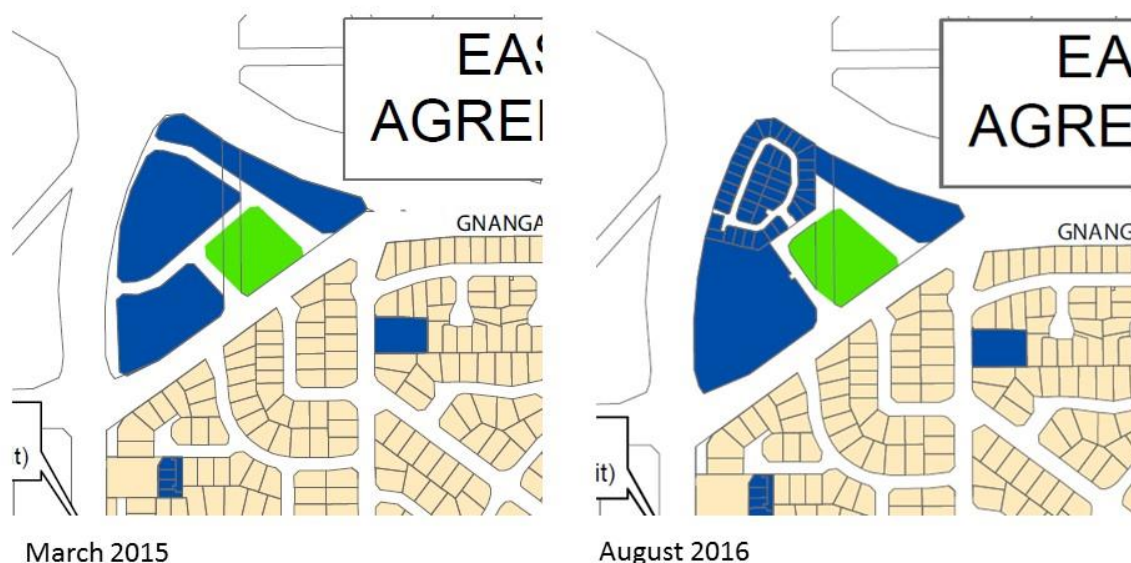 EAS
AGREE
GNANGA
t)
March 2015
EA
AGRE
GNANG
it)
August 2016